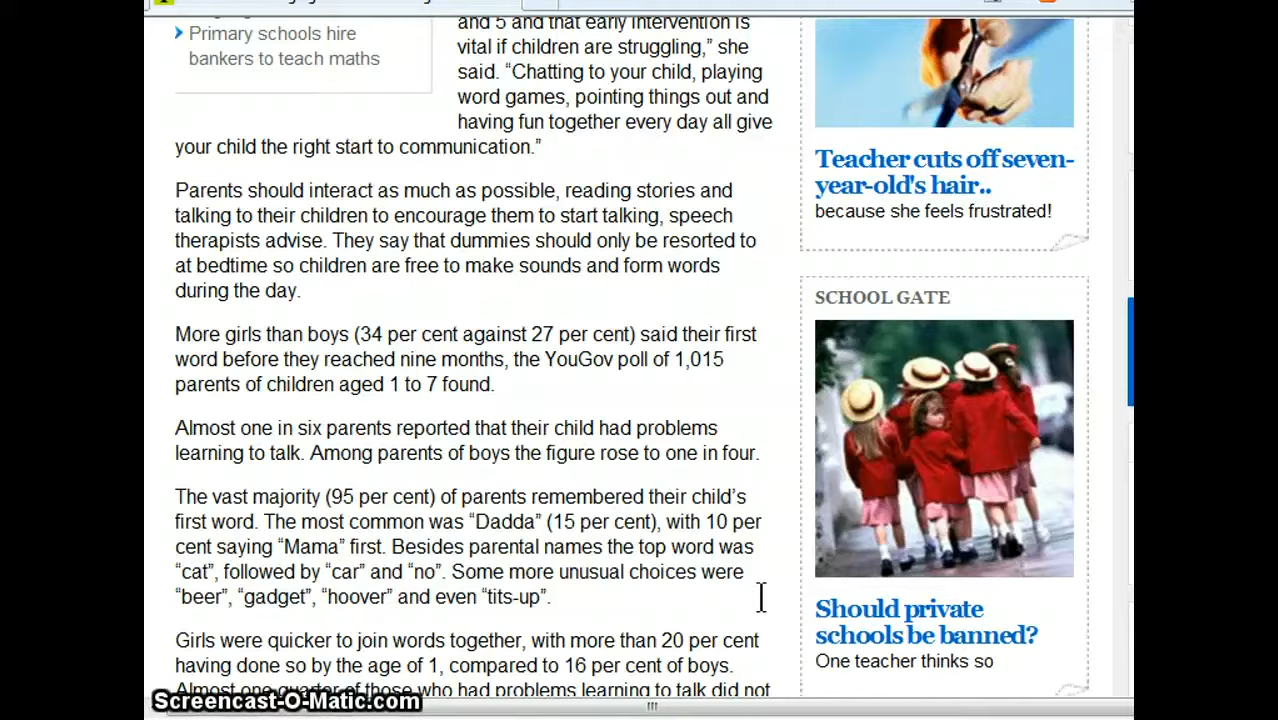 Primary schools hire
bankers to teach maths
and 5 and that early intervention is
vital if children are struggling,” she
said. “Chatting to your child, playing
word games, pointing things out and
having fun together every day all give
your child the right start to communication.”
Parents should interact as much as possible, reading stories and
talking to their children to encourage them to start talking, speech
therapists advise. They say that dummies should only be resorted to
at bedtime so children are free to make sounds and form words
during the day.
More girls than boys (34 per cent against 27 per cent) said their first
word before they reached nine months, the YouGov poll of 1,015
parents of children aged 1 to 7 found.
Almost one in six parents reported that their child had problems
learning to talk. Among parents of boys the figure rose to one in four.
The vast majority (95 per cent) of parents remembered their child’s
first word. The most common was “Dadda” (15 per cent), with 10 per
cent saying “Mama” first. Besides parental names the top word was
“cat”, followed by “car” and “no”. Some more unusual choices were
“beer”, “gadget”, “hoover” and even “tits-up”.
Girls were quicker to join words together, with more than 20 per cent
having done so by the age of 1, compared to 16 per cent of boys.
Almost one quarter of those who had problems learning to talk did not
Teacher cuts off seven-
year-old's hair..
because she feels frustrated!
SCHOOL GATE
Should private
schools be banned?
One teacher thinks so
Screencast-O-Matic.com